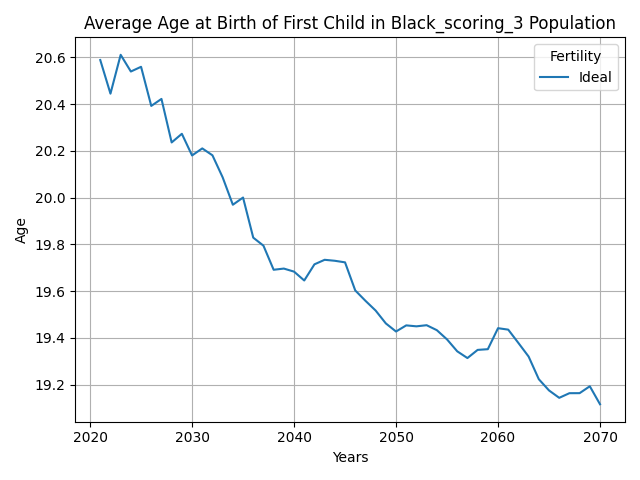 Average Age at Birth of First Child in Black_scoring_3 Population
Fertility
Ideal
20.6
20.4
20.2
20.0
19.8
19.6
19.4
19.2
Age
2020 2030 2040 2050 2060 2070
Years